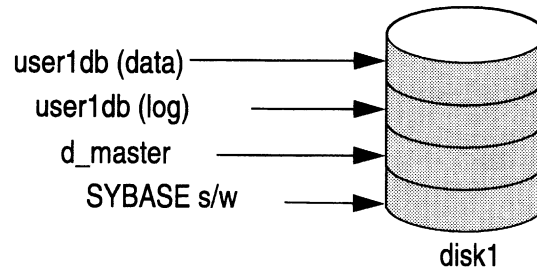 user1db (data)
user1db (log)
d_master
SYBASE s/w
disk1